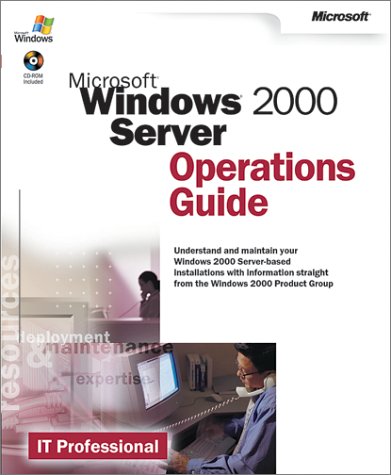 Microsoft
Windows
Microsoft
CD-ROM
Included
Microsoft
Windows 2000
Server
Operations
Guide
Understand and maintain your
Windows 2000 Server-based
installations with information straight
from the Windows 2000 Product Group
resources
deployment
&
maintenance
expertise
IT Professional